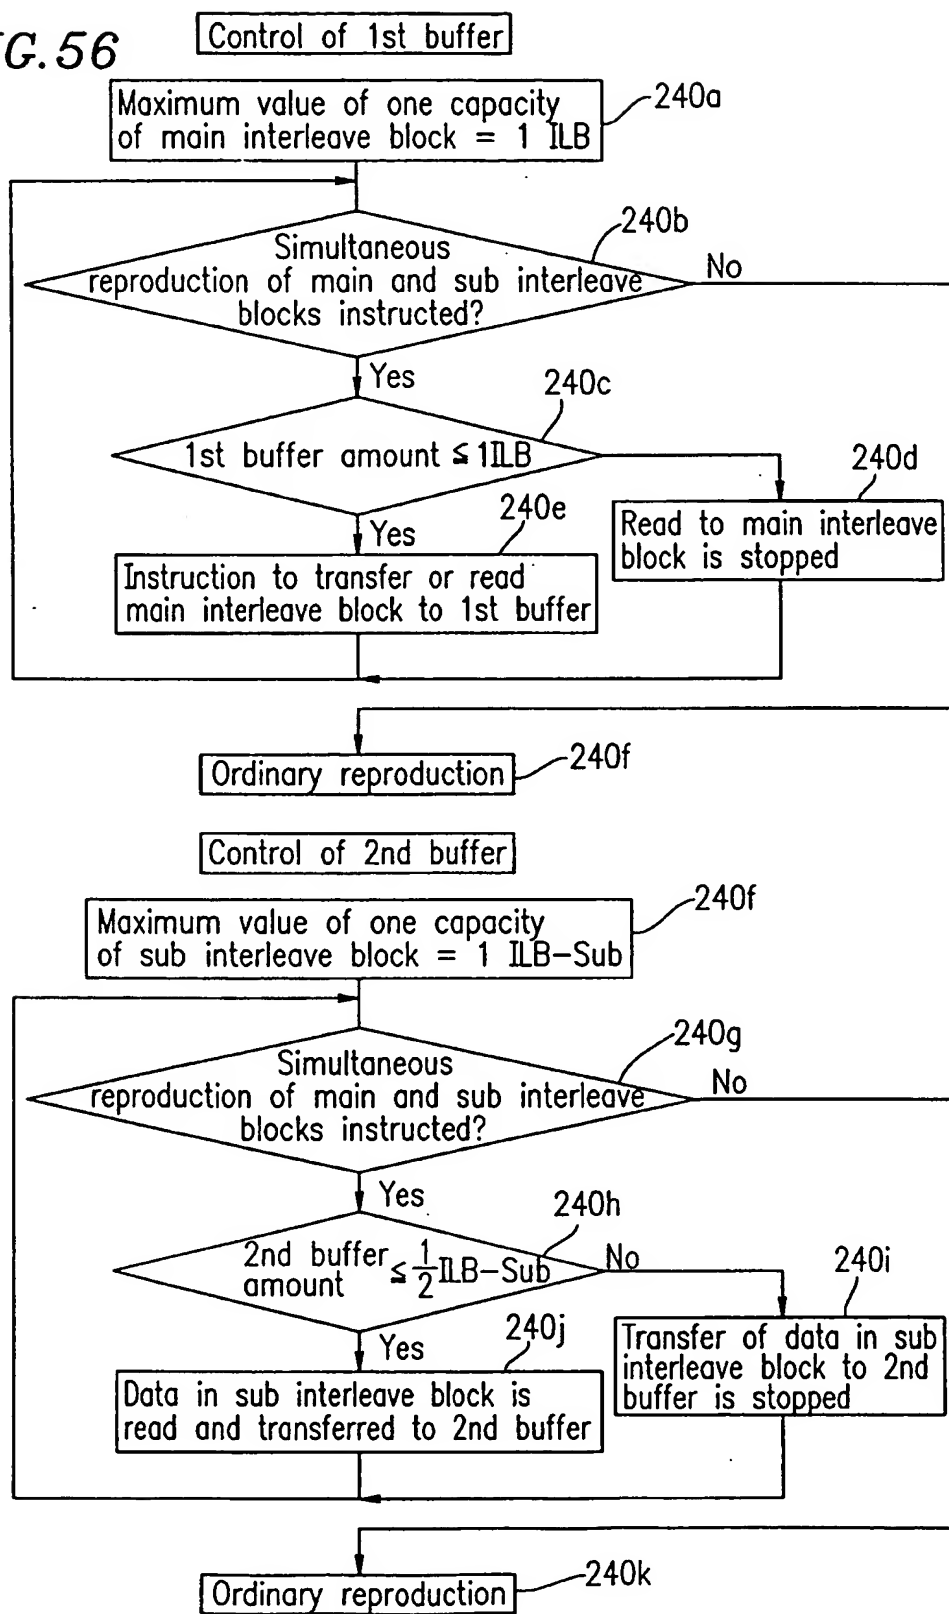 G.56
Control of 1st buffer
Maximum value of one capacity
of main interleave block = 1 ILB
240a
Simultaneous
reproduction of main and sub interleave
blocks instructed?
240b
No
Yes
1st buffer amount ≦ 1ILB
240c
240d
Read to main interleave
block is stopped
Yes
240e
Instruction to transfer or read
main interleave block to 1st buffer
Ordinary reproduction
240f
Control of 2nd buffer
Maximum value of one capacity
of sub interleave block = 1 ILB-Sub
240f
Simultaneous
reproduction of main and sub interleave
blocks instructed?
240g
No
Yes
2nd buffer
amount ≦ 1/2 ILB-Sub
240h
No
240i
Transfer of data in sub
interleave block to 2nd
buffer is stopped
Yes
240j
Data in sub interleave block is
read and transferred to 2nd buffer
Ordinary reproduction
240k